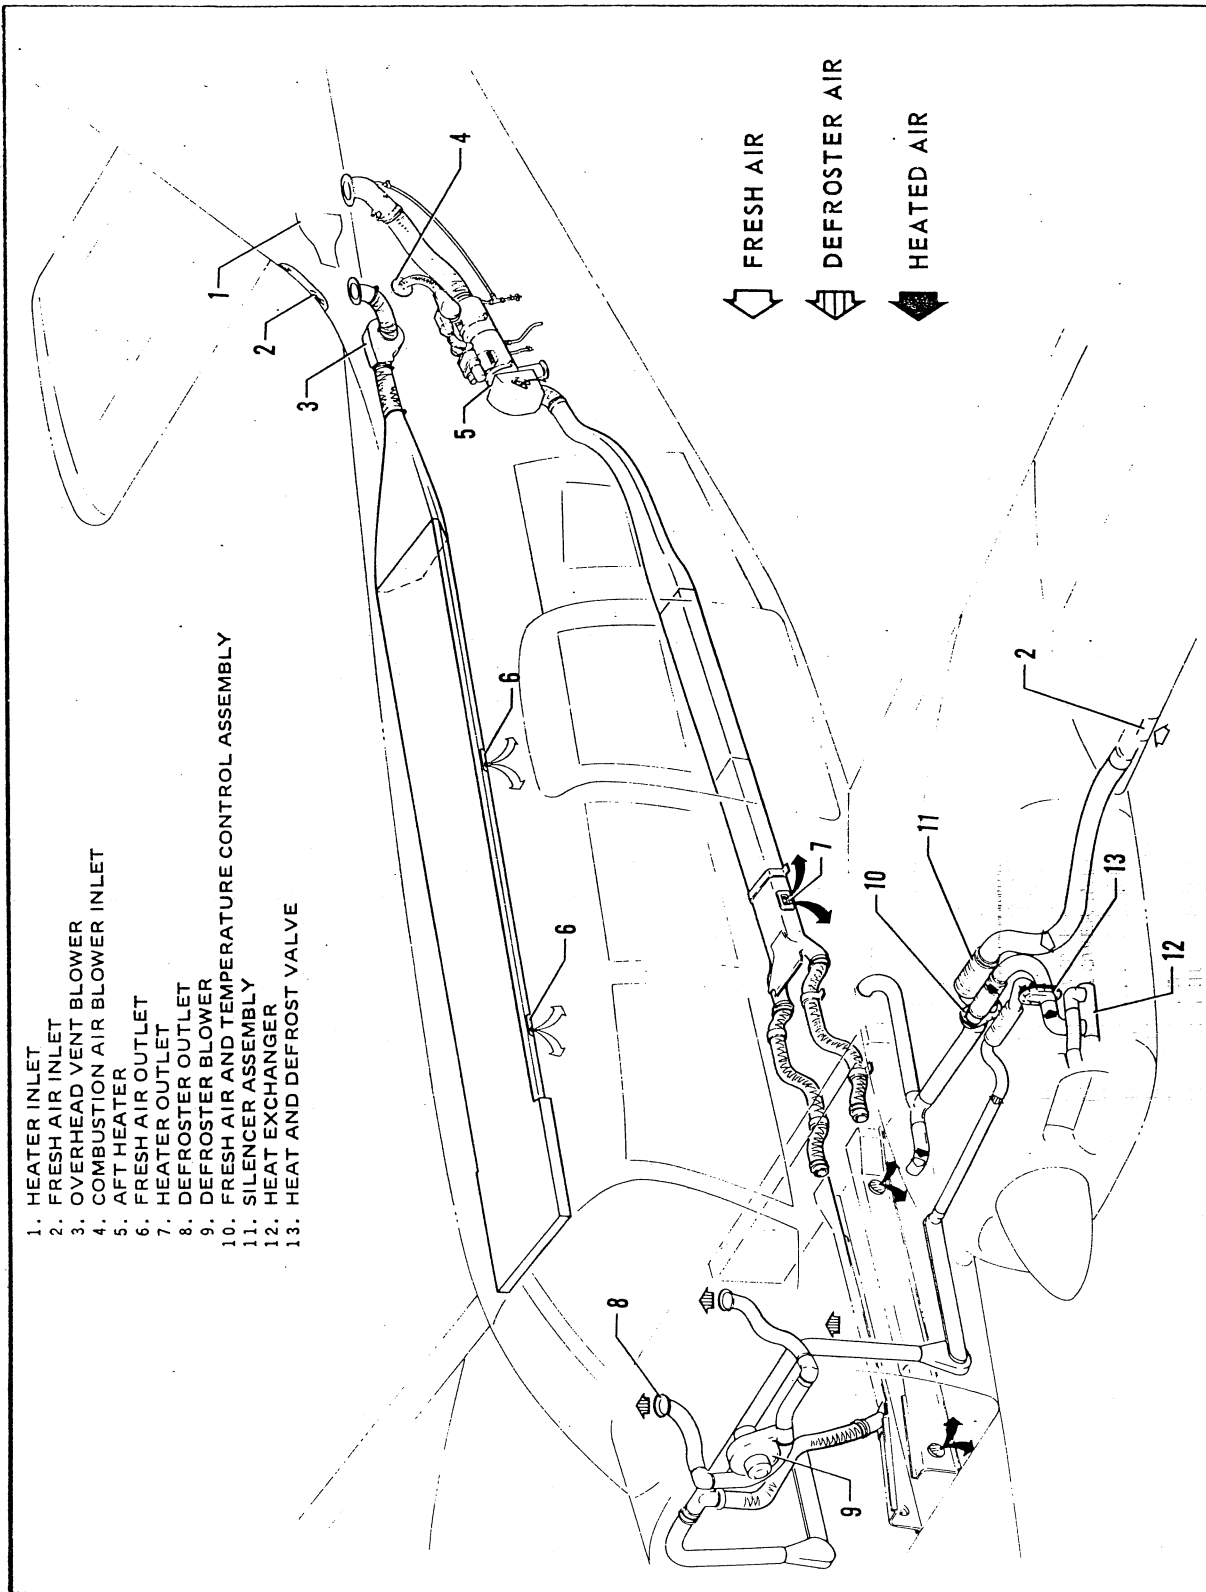 1. HEATER INLET
2. FRESH AIR INLET
3. OVERHEAD VENT BLOWER
4. COMBUSTION AIR BLOWER INLET
5. AFT HEATER
6. FRESH AIR OUTLET
7. HEATER OUTLET
8. DEFROSTER OUTLET
9. DEFROSTER BLOWER
10. FRESH AIR AND TEMPERATURE CONTROL ASSEMBLY
11. SILENCER ASSEMBLY
12. HEAT EXCHANGER
13. HEAT AND DEFROST VALVE
1
2
3
4
5
6
6
7
8
9
10
11
13
12
2
FRESH AIR
DEFROSTER AIR
HEATED AIR